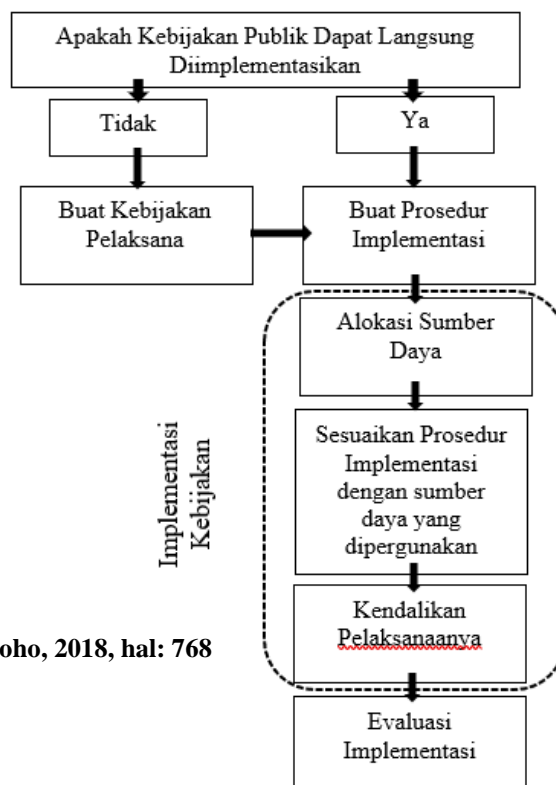 Apakah Kebijakan Publik Dapat Langsung
Diimplementasikan
Tidak
Ya
Buat Kebijakan
Pelaksana
Buat Prosedur
Implementasi
Alokasi Sumber
Daya
Sesuaikan Prosedur
Implementasi
dengan sumber
daya yang
dipergunakan
Implementasi
Kebijakan
Kendalikan
Pelaksanaanya
oho, 2018, hal: 768
Evaluasi
Implementasi